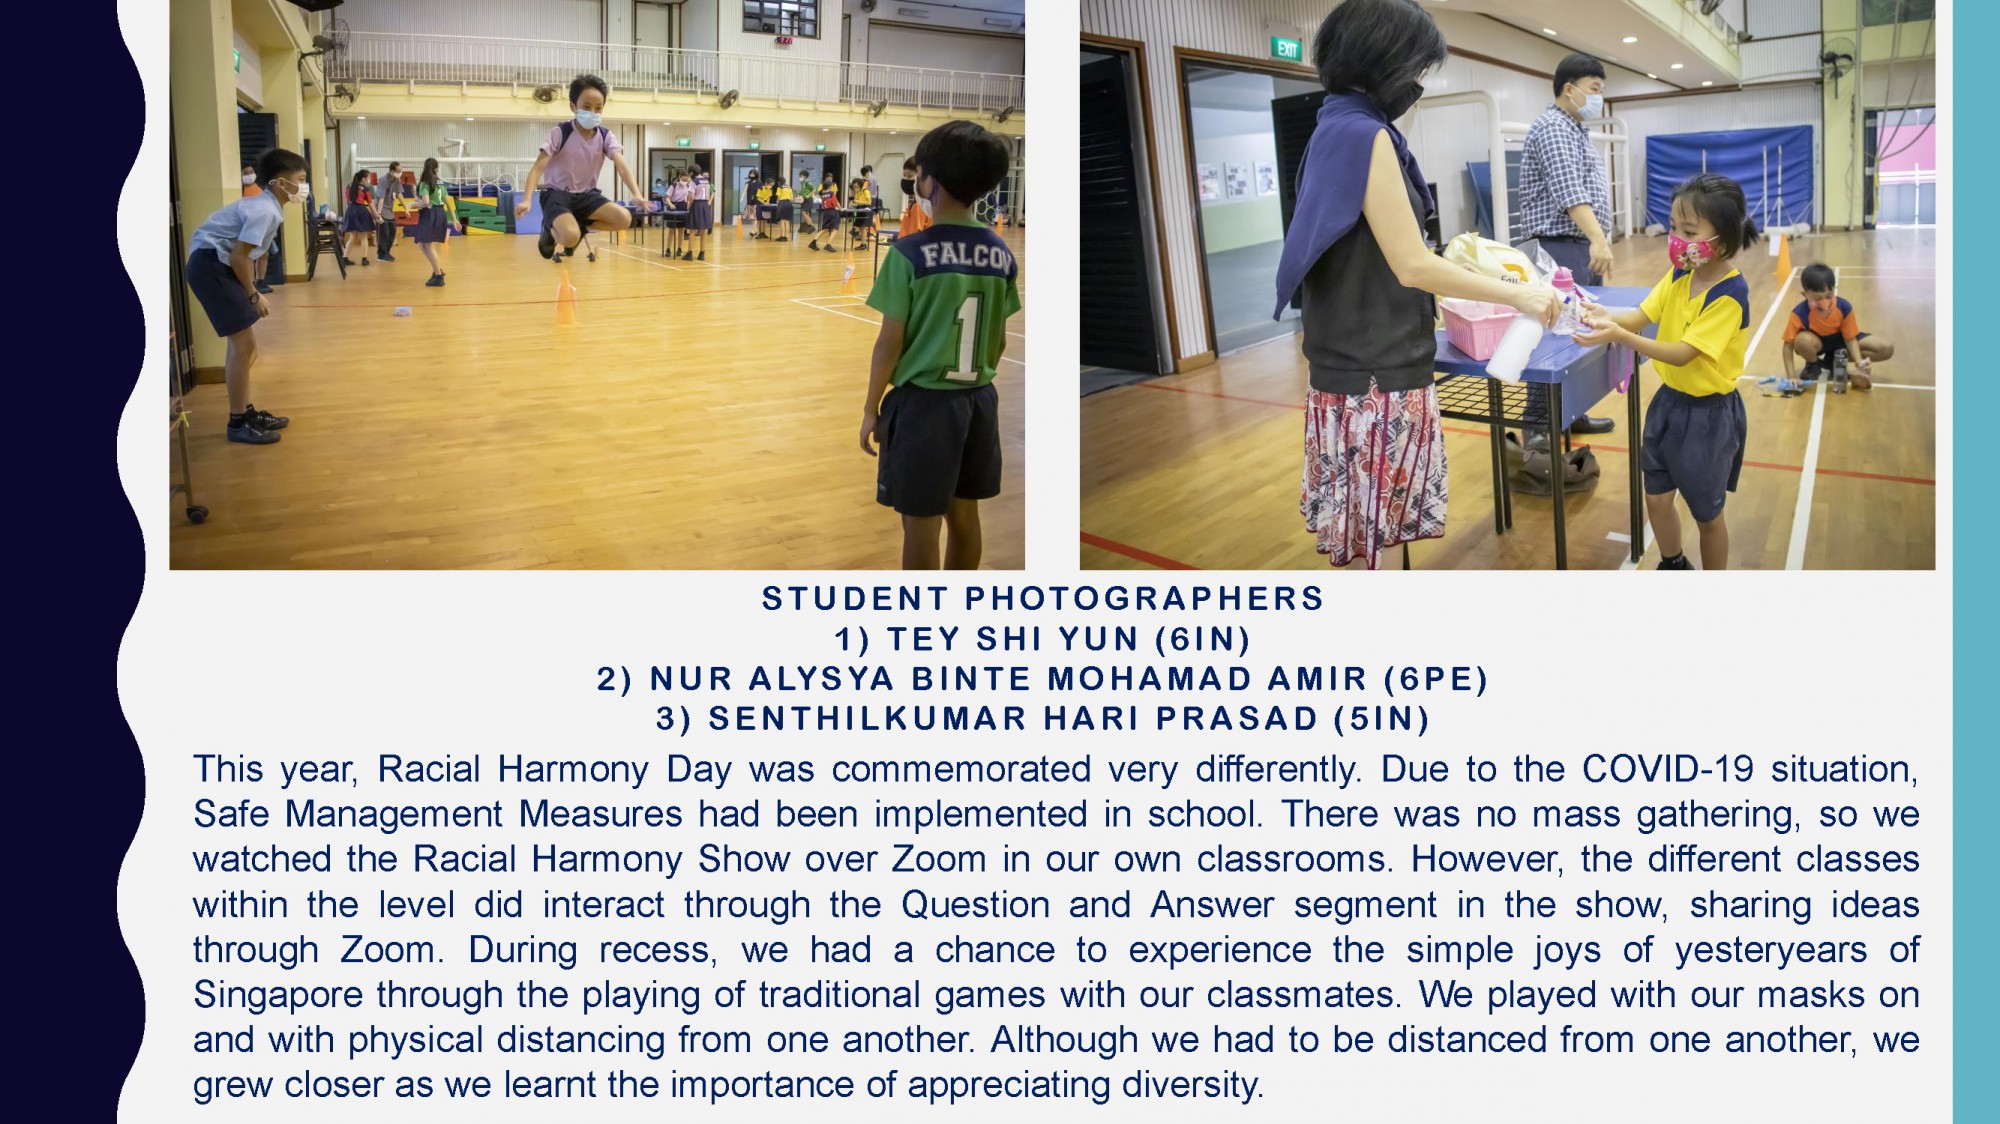 EXIT
FALCON
1
STUDENT PHOTOGRAPHERS
1) TEY SHI YUN (6IN)
2) NUR ALYSYA BINTE MOHAMAD AMIR (6PE)
3) SENTHILKUMAR HARI PRASAD (5IN)
This year, Racial Harmony Day was commemorated very differently. Due to the COVID-19 situation,
Safe Management Measures had been implemented in school. There was no mass gathering, so we
watched the Racial Harmony Show over Zoom in our own classrooms. However, the different classes
within the level did interact through the Question and Answer segment in the show, sharing ideas
through Zoom. During recess, we had a chance to experience the simple joys of yesteryears of
Singapore through the playing of traditional games with our classmates. We played with our masks on
and with physical distancing from one another. Although we had to be distanced from one another, we
grew closer as we learnt the importance of appreciating diversity.